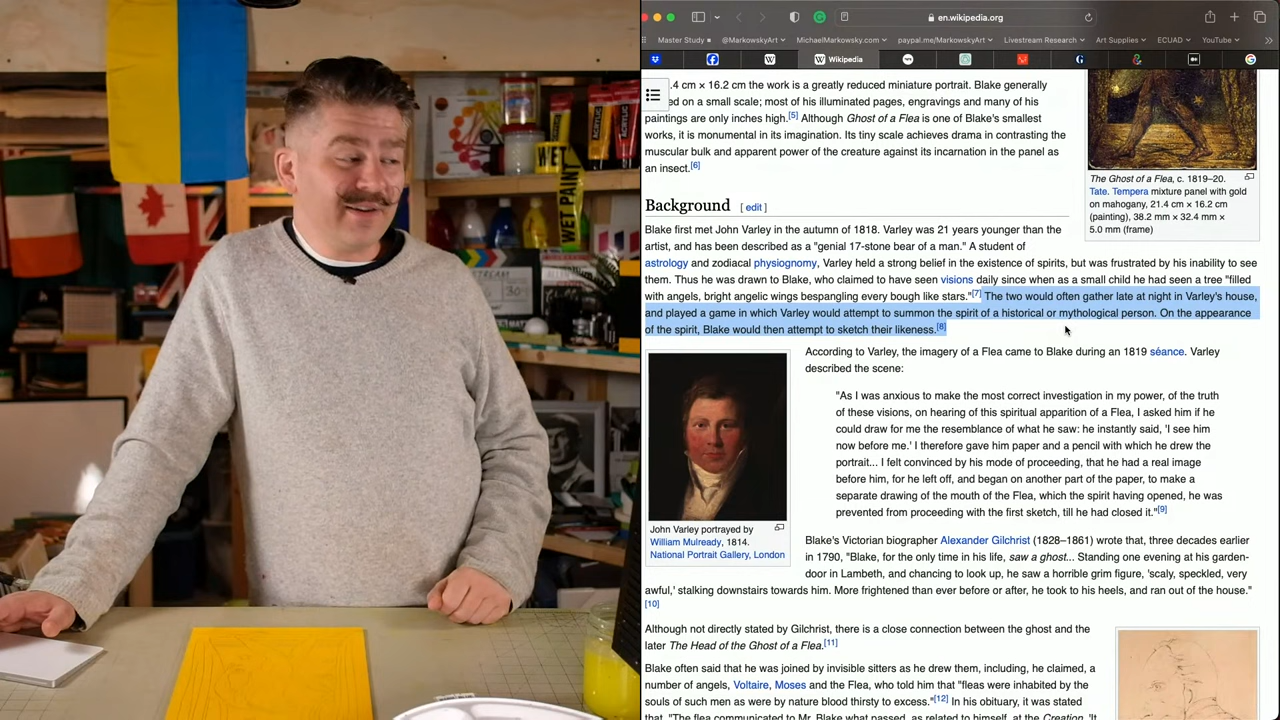 WET
WET PAINT
ACRYLIC
ACRYLIC
STREAM
en.wikipedia.org
Master Study
@MarkowskyArt
MichaelMarkowsky.com
paypal.me/MarkowskyArt
Livestream Research
Art Supplies
ECUAD
YouTube
Wikipedia
.4 cm × 16.2 cm the work is a greatly reduced miniature portrait. Blake generally
ed on a small scale; most of his illuminated pages, engravings and many of his
paintings are only inches high.[5] Although Ghost of a Flea is one of Blake's smallest
works, it is monumental in its imagination. Its tiny scale achieves drama in contrasting the
muscular bulk and apparent power of the creature against its incarnation in the panel as
an insect.[6]
The Ghost of a Flea, c. 1819–20.
Tate. Tempera mixture panel with gold
on mahogany, 21.4 cm × 16.2 cm
(painting), 38.2 mm × 32.4 mm ×
5.0 mm (frame)
Background [ edit ]
Blake first met John Varley in the autumn of 1818. Varley was 21 years younger than the
artist, and has been described as a "genial 17-stone bear of a man." A student of
astrology and zodiacal physiognomy, Varley held a strong belief in the existence of spirits, but was frustrated by his inability to see
them. Thus he was drawn to Blake, who claimed to have seen visions daily since when as a small child he had seen a tree "filled
with angels, bright angelic wings bespangling every bough like stars."[7] The two would often gather late at night in Varley's house,
and played a game in which Varley would attempt to summon the spirit of a historical or mythological person. On the appearance
of the spirit, Blake would then attempt to sketch their likeness.[8]
John Varley portrayed by
William Mulready, 1814.
National Portrait Gallery, London
According to Varley, the imagery of a Flea came to Blake during an 1819 séance. Varley
described the scene:
"As I was anxious to make the most correct investigation in my power, of the truth
of these visions, on hearing of this spiritual apparition of a Flea, I asked him if he
could draw for me the resemblance of what he saw: he instantly said, 'I see him
now before me.' I therefore gave him paper and a pencil with which he drew the
portrait... I felt convinced by his mode of proceeding, that he had a real image
before him, for he left off, and began on another part of the paper, to make a
separate drawing of the mouth of the Flea, which the spirit having opened, he was
prevented from proceeding with the first sketch, till he had closed it."[9]
Blake's Victorian biographer Alexander Gilchrist (1828–1861) wrote that, three decades earlier
in 1790, "Blake, for the only time in his life, saw a ghost... Standing one evening at his garden-
door in Lambeth, and chancing to look up, he saw a horrible grim figure, 'scaly, speckled, very
awful,' stalking downstairs towards him. More frightened than ever before or after, he took to his heels, and ran out of the house."
[10]
Although not directly stated by Gilchrist, there is a close connection between the ghost and the
later The Head of the Ghost of a Flea.[11]
Blake often said that he was joined by invisible sitters as he drew them, including, he claimed, a
number of angels, Voltaire, Moses and the Flea, who told him that "fleas were inhabited by the
souls of such men as were by nature blood thirsty to excess."[12] In his obituary, it was stated
that, "The flea communicated to Mr. Blake what passed, as related to himself, at the Creation. 'It